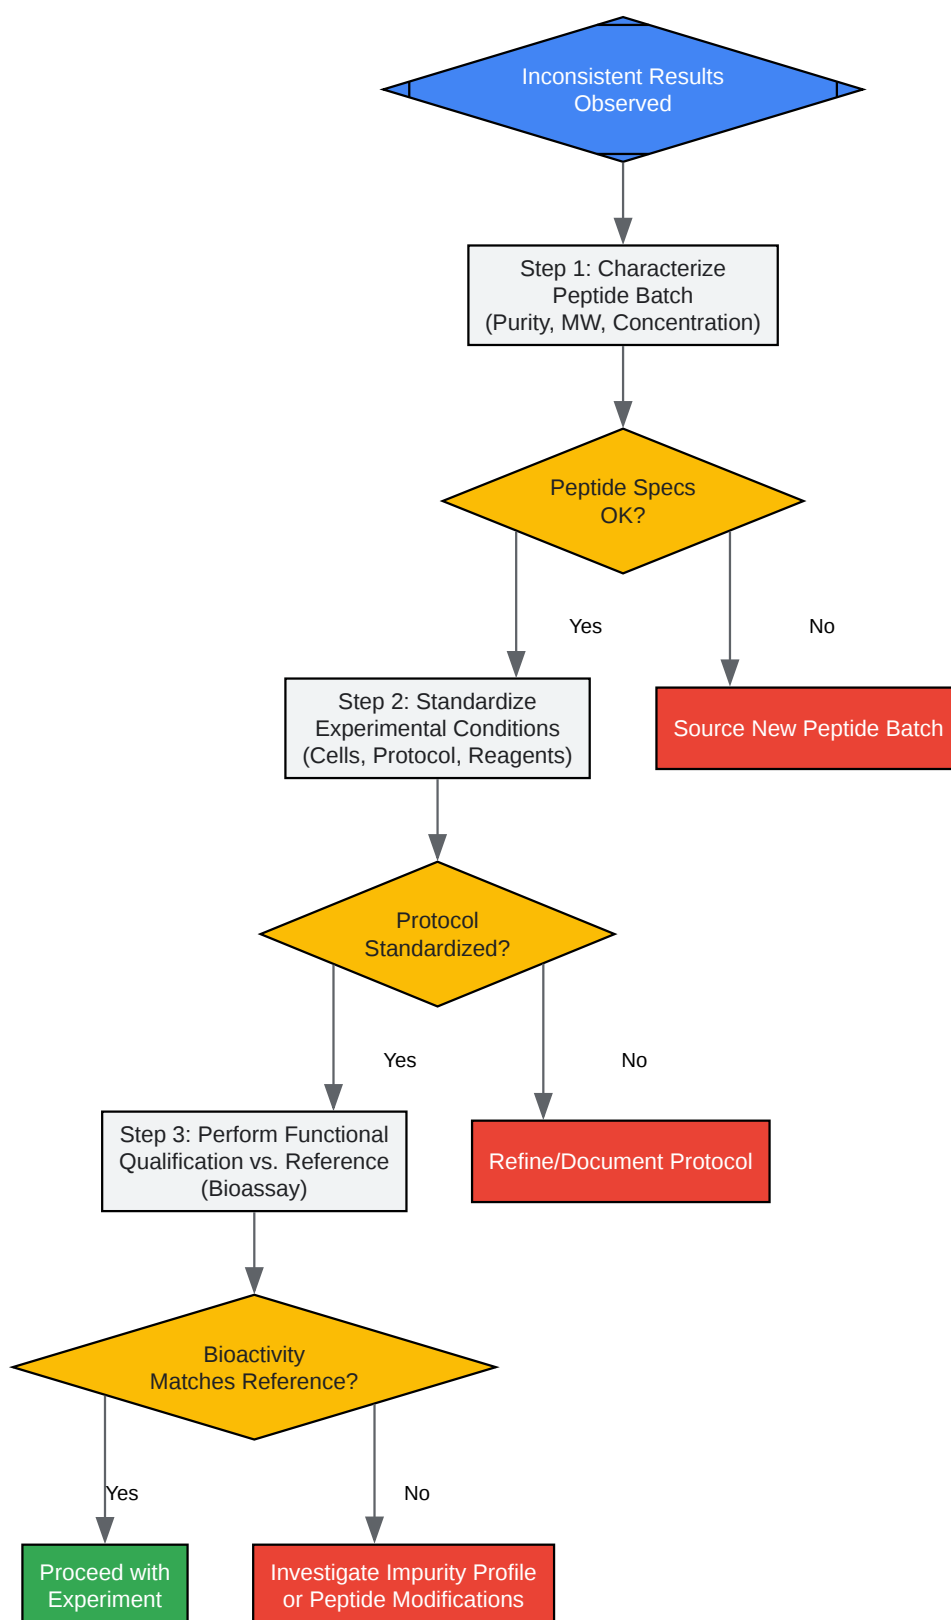 Inconsistent Results
Observed
Step 1: Characterize
Peptide Batch
(Purity, MW, Concentration)
Peptide Specs
OK?
Yes
No
Step 2: Standardize
Experimental Conditions
(Cells, Protocol, Reagents)
Source New Peptide Batch
Protocol
Standardized?
Yes
No
Step 3: Perform Functional
Qualification vs. Reference
(Bioassay)
Refine/Document Protocol
Bioactivity
Matches Reference?
Yes
No
Proceed with
Experiment
Investigate Impurity Profile
or Peptide Modifications